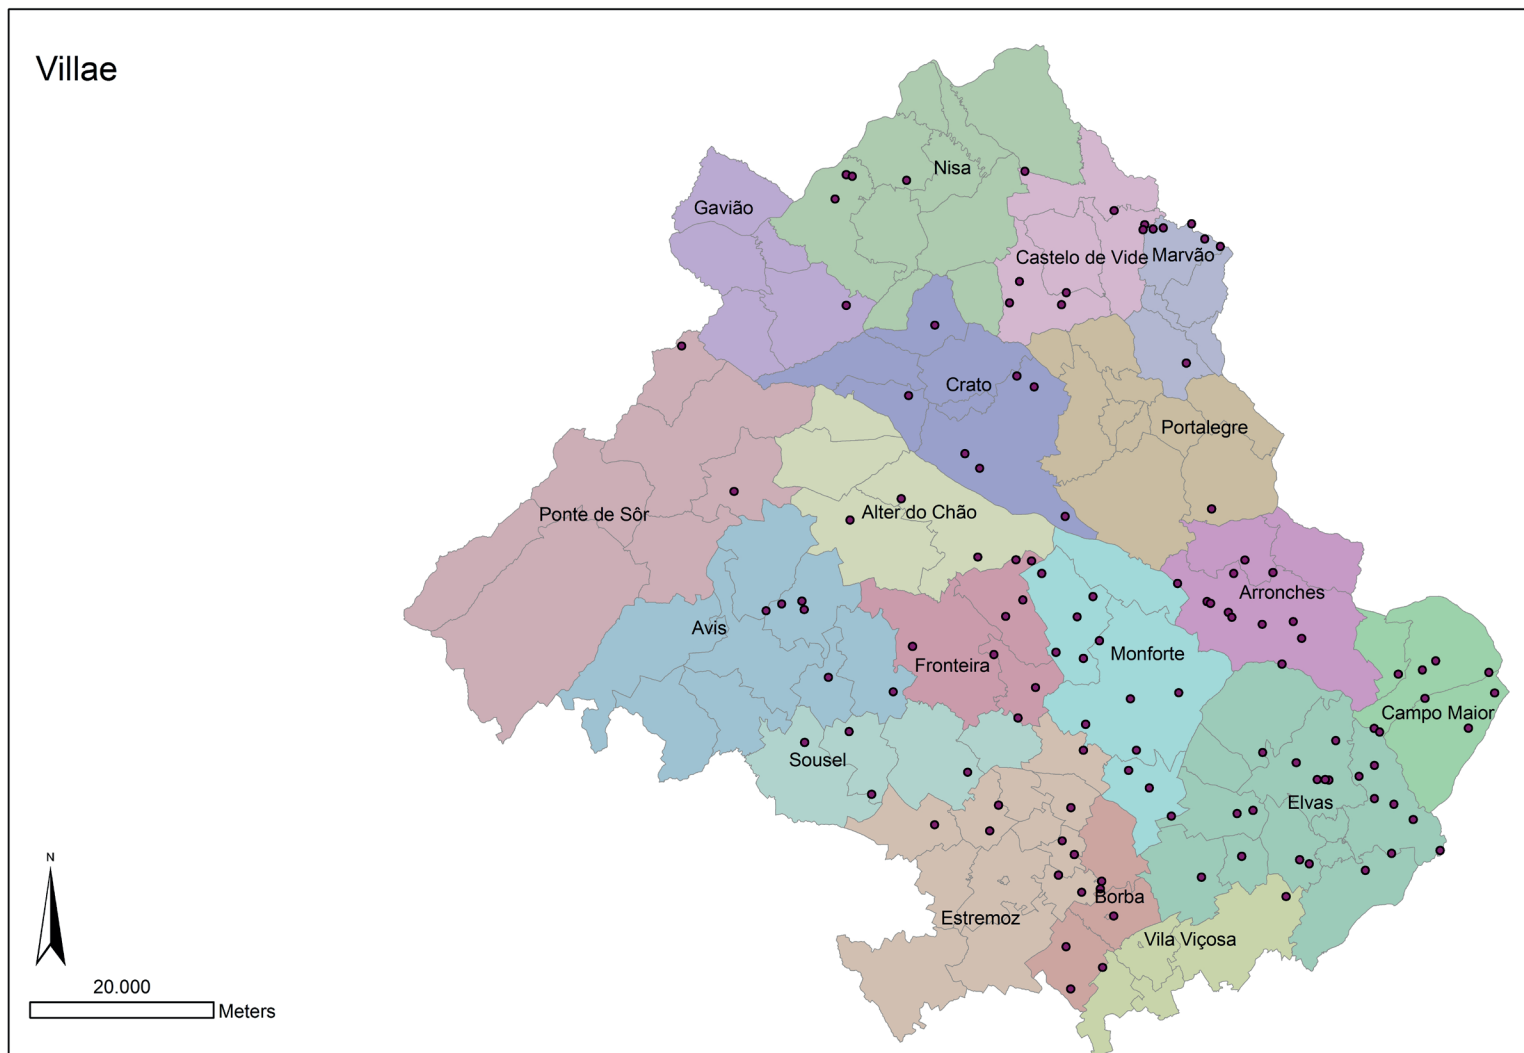 Villae
Nisa
Gavião
Castelo de Vide
Marvão
Crato
Portalegre
Ponte de Sôr
Alter do Chão
Arronches
Avis
Fronteira
Monforte
Campo Maior
Sousel
Elvas
Borba
Estremoz
Vila Viçosa
N
20.000
Meters